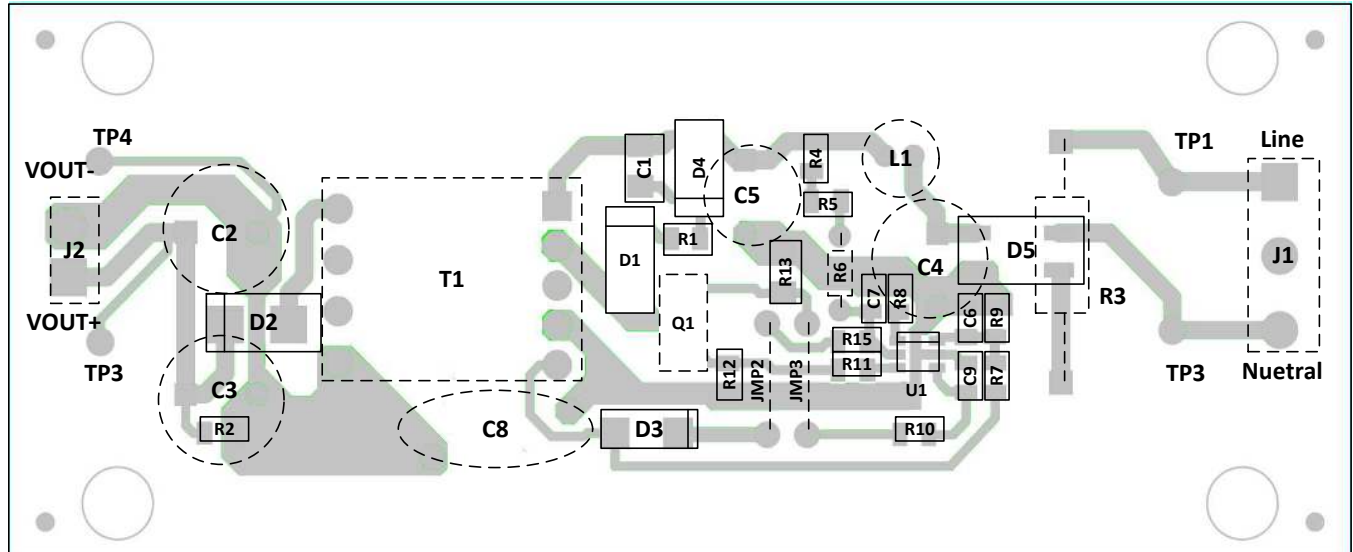 TP4
VOUT-
J2
VOUT+
TP3
C2
D2
C3
R2
T1
C8
C1
D4
C5
R4
L1
R5
R1
D1
Q1
R13
R6
C7
R8
C4
D5
R3
C6
R9
R15
R11
U1
C9
R7
R12
JMP2
JMP3
D3
R10
TP1
Line
J1
TP3
Nuetral